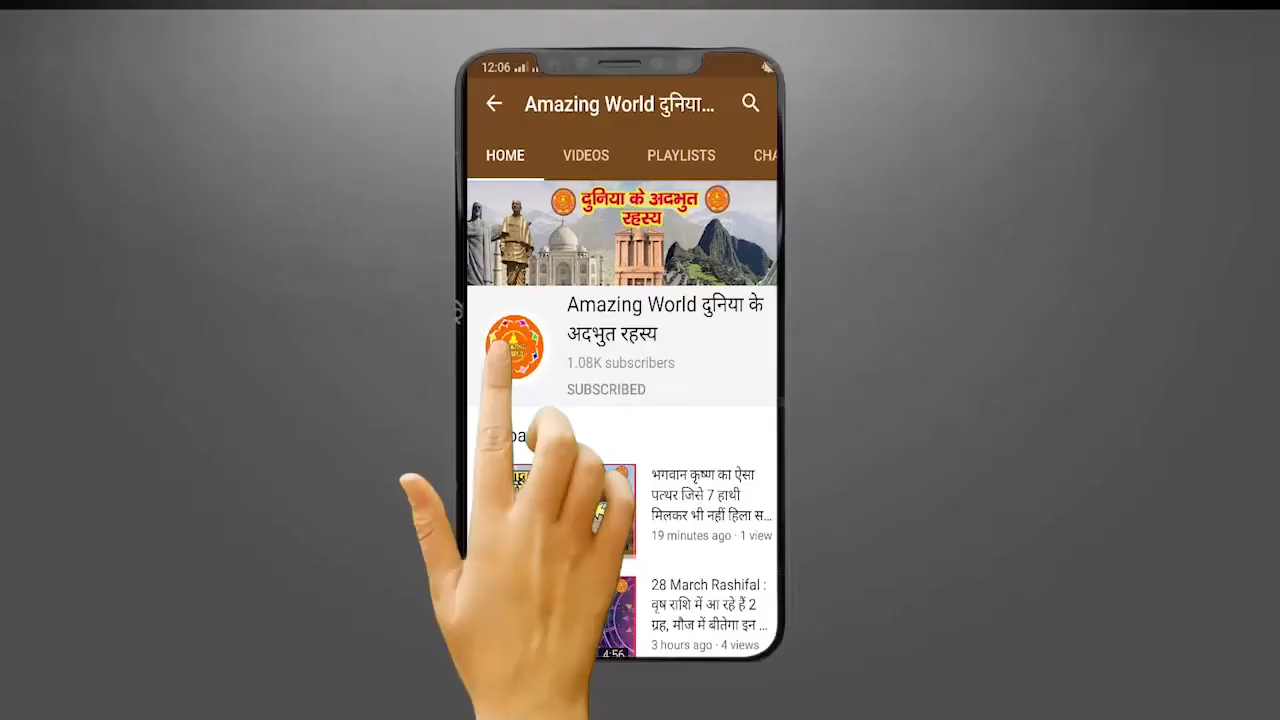 12:06
Amazing World दुनिया...
HOME VIDEOS PLAYLISTS CHA
दुनिया के अदभुत
रहस्य
Amazing World दुनिया के
अदभुत रहस्य
1.08K subscribers
SUBSCRIBED
भगवान कृष्ण का ऐसा
पत्थर जिसे 7 हाथी
मिलकर भी नहीं हिला स...
19 minutes ago · 1 view
28 March Rashifal :
वृष राशि में आ रहे हैं 2
ग्रह, मौज में बीतेगा इन ...
3 hours ago · 4 views
4:56